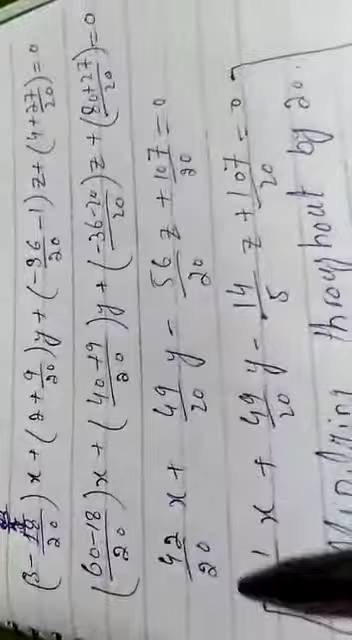 (3 - 18/20)x + (2 + 9/20)y + (-36/20 - 1)z + (4 + 27/20) = 0
(60-18/20)x + (40+9/20)y + (-36-20/20)z + (80+27/20) = 0
42/20 x + 49/20 y - 56/20 z + 107/20 = 0
x + 49/20 y - 14/5 z + 107/20 = 0
throughout by 20.